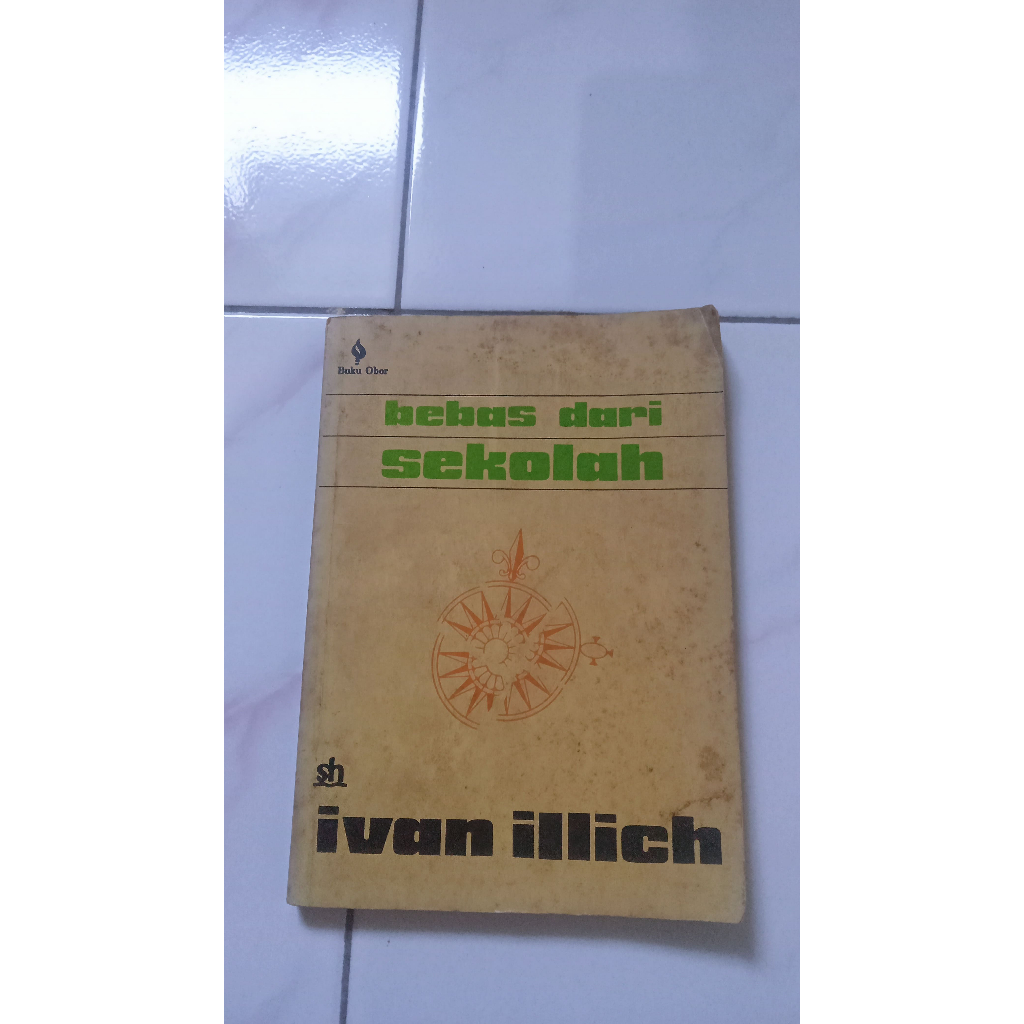 Buku Obor
bebas dari
sekolah
sh
ivan illich